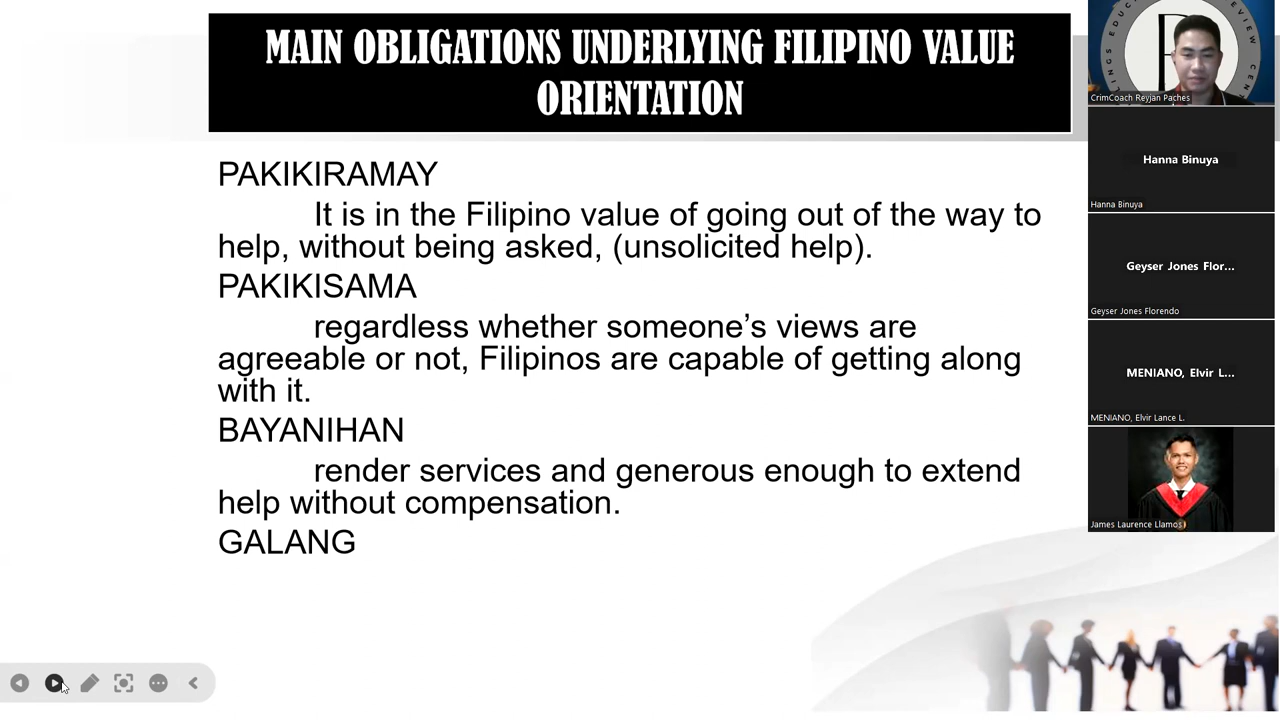 MAIN OBLIGATIONS UNDERLYING FILIPINO VALUE
ORIENTATION
PAKIKIRAMAY
It is in the Filipino value of going out of the way to
help, without being asked, (unsolicited help).
PAKIKISAMA
regardless whether someone’s views are
agreeable or not, Filipinos are capable of getting along
with it.
BAYANIHAN
render services and generous enough to extend
help without compensation.
GALANG
CrimCoach Reyjan Paches
Hanna Binuya
Hanna Binuya
Geyser Jones Flor...
Geyser Jones Florendo
MENIANO, Elvir L...
MENIANO, Elvir Lance L.
James Laurence Llamos